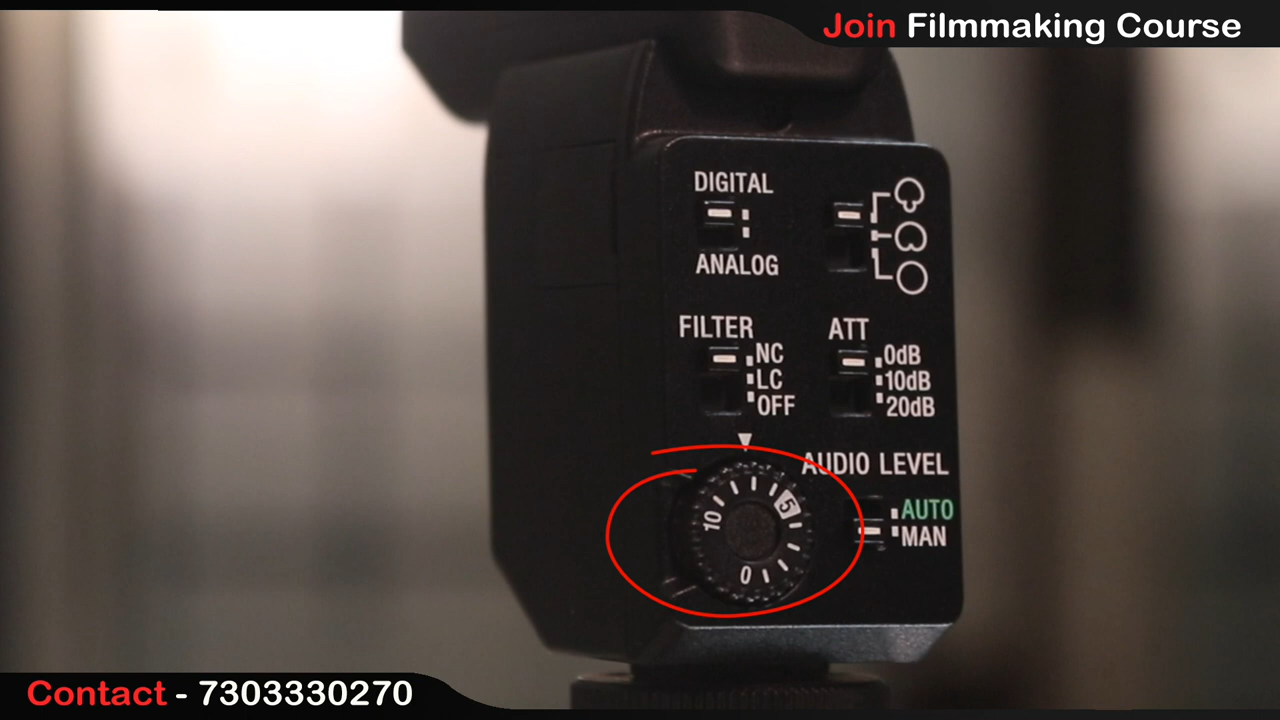 Join Filmmaking Course
DIGITAL
ANALOG
FILTER
NC
LC
OFF
ATT
0dB
10dB
20dB
AUDIO LEVEL
AUTO
MAN
10
5
0
Contact - 7303330270